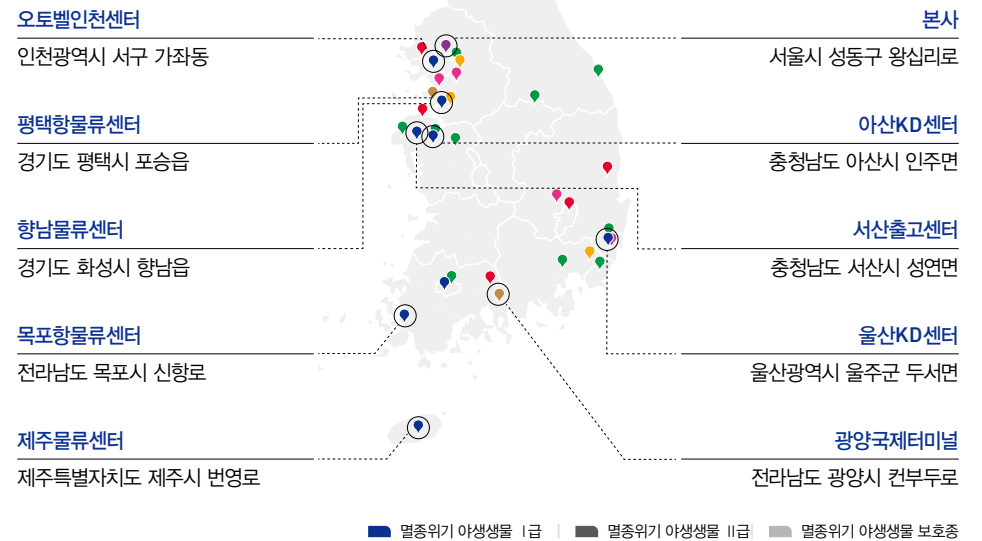 오토벨인천센터
인천광역시 서구 가좌동
평택항물류센터
경기도 평택시 포승읍
향남물류센터
경기도 화성시 향남읍
목포항물류센터
전라남도 목포시 신항로
제주물류센터
제주특별자치도 제주시 번영로
본사
서울시 성동구 왕십리로
아산KD센터
충청남도 아산시 인주면
서산출고센터
충청남도 서산시 성연면
울산KD센터
울산광역시 울주군 두서면
광양국제터미널
전라남도 광양시 컨부두로
멸종위기 야생생물 Ⅰ급 멸종위기 야생생물 Ⅱ급 멸종위기 야생생물 보호종